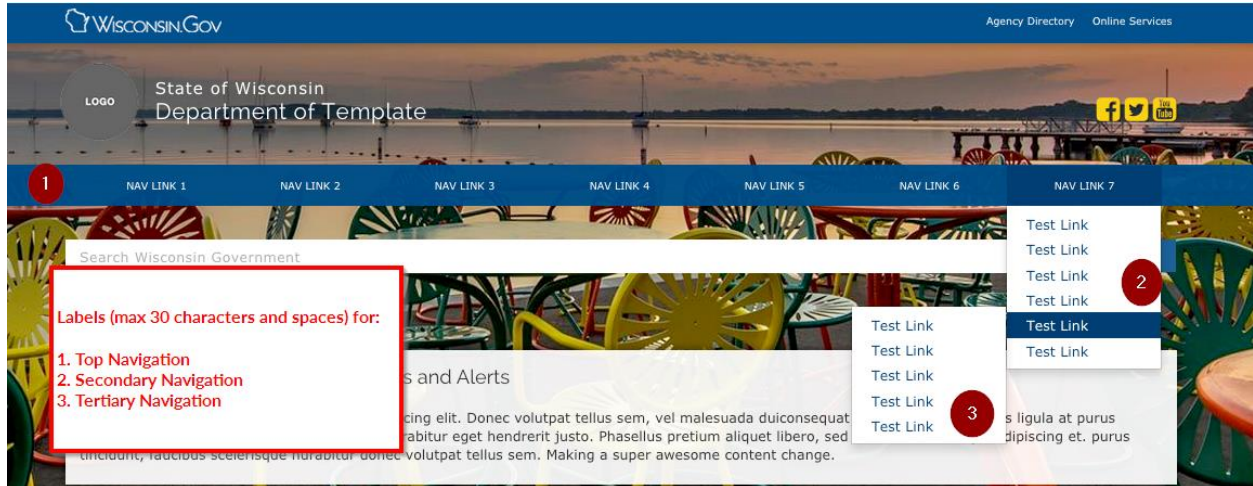 WISCONSIN.GOV
Agency Directory Online Services
LOGO
State of Wisconsin
Department of Template
f You Tube
1 NAV LINK 1 NAV LINK 2 NAV LINK 3 NAV LINK 4 NAV LINK 5 NAV LINK 6 NAV LINK 7
Test Link
Test Link
Test Link
Test Link
Test Link
Test Link
2
Search Wisconsin Government
Labels (max 30 characters and spaces) for:
1. Top Navigation
2. Secondary Navigation
3. Tertiary Navigation
Test Link
Test Link
Test Link
Test Link
Test Link
3
and Alerts
elit. Donec volutpat tellus sem, vel malesuada duiconsequat ligula at purus
eget hendrerit justo. Phasellus pretium aliquet libero, sed et. purus
tincidunt, faucibus scelerisque volutpat tellus sem. Making a super awesome content change.